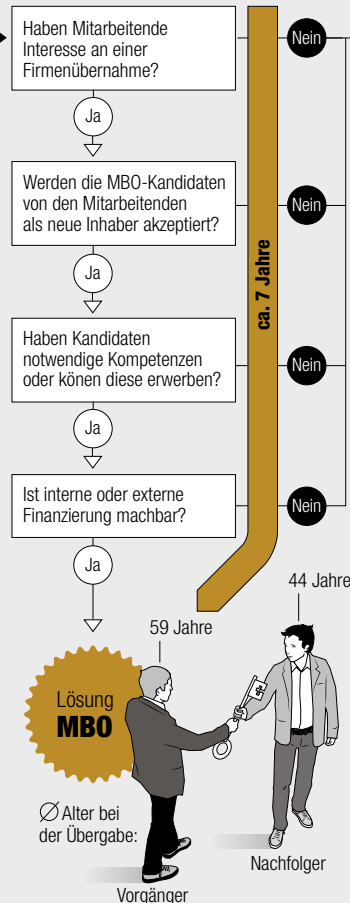 Haben Mitarbeitende
Interesse an einer
Firmenübernahme?
Nein
Ja
Werden die MBO-Kandidaten
von den Mitarbeitenden
als neue Inhaber akzeptiert?
Nein
Ja
ca. 7 Jahre
Haben Kandidaten
notwendige Kompetenzen
oder könen diese erwerben?
Nein
Ja
Ist interne oder externe
Finanzierung machbar?
Nein
Ja
44 Jahre
59 Jahre
Lösung
MBO
Ø Alter bei
der Übergabe:
Nachfolger
Vorgänger